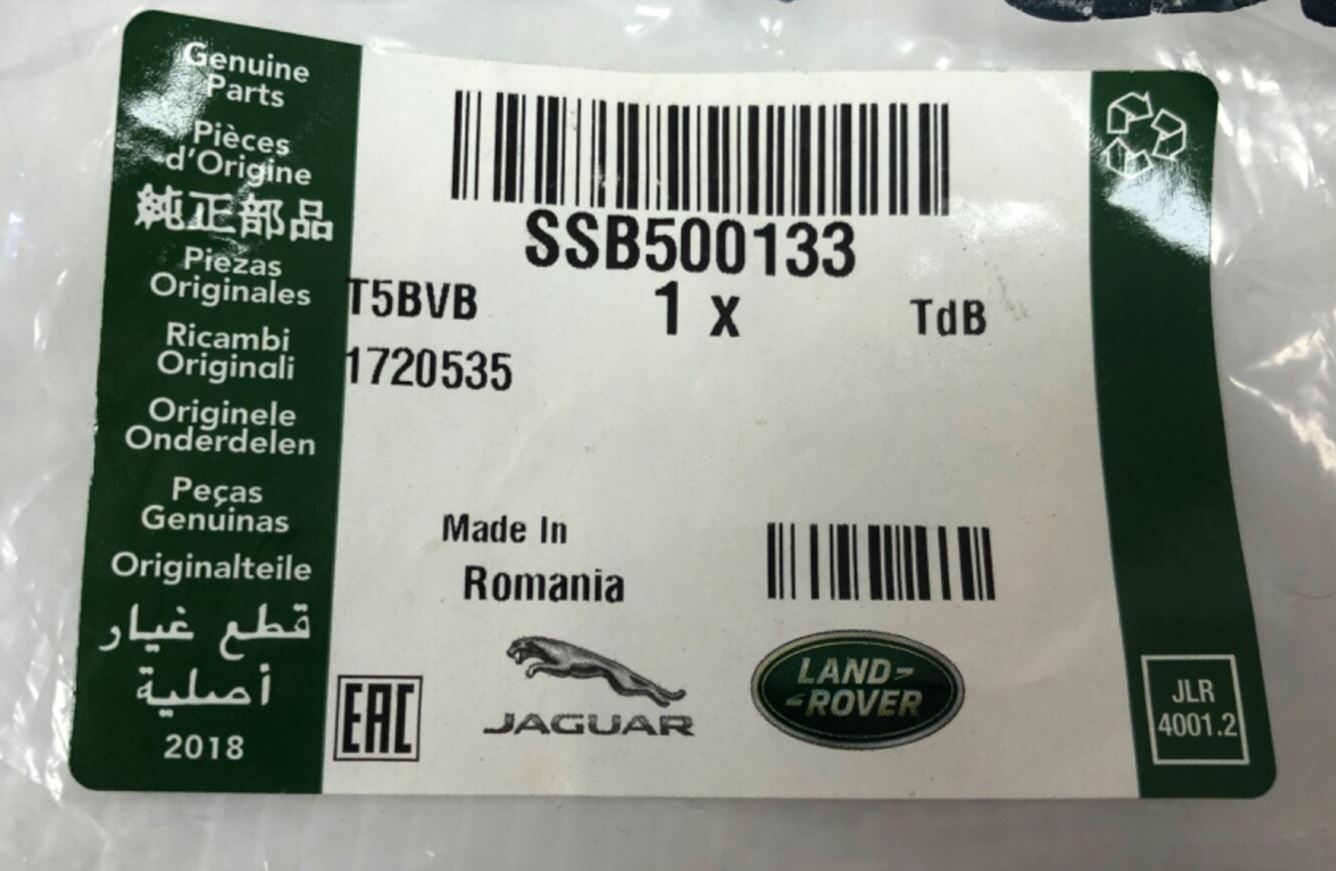 Genuine
Parts
Pièces
d'Origine
純正部品
Piezas
Originales
Ricambi
Originali
Originele
Onderdelen
Peças
Genuinas
Originalteile
قطع غيار
أصلية
2018
SSB500133
T5BVB 1 x TdB
1720535
Made In
Romania
EAC
JAGUAR
LAND-
-ROVER
JLR
4001.2